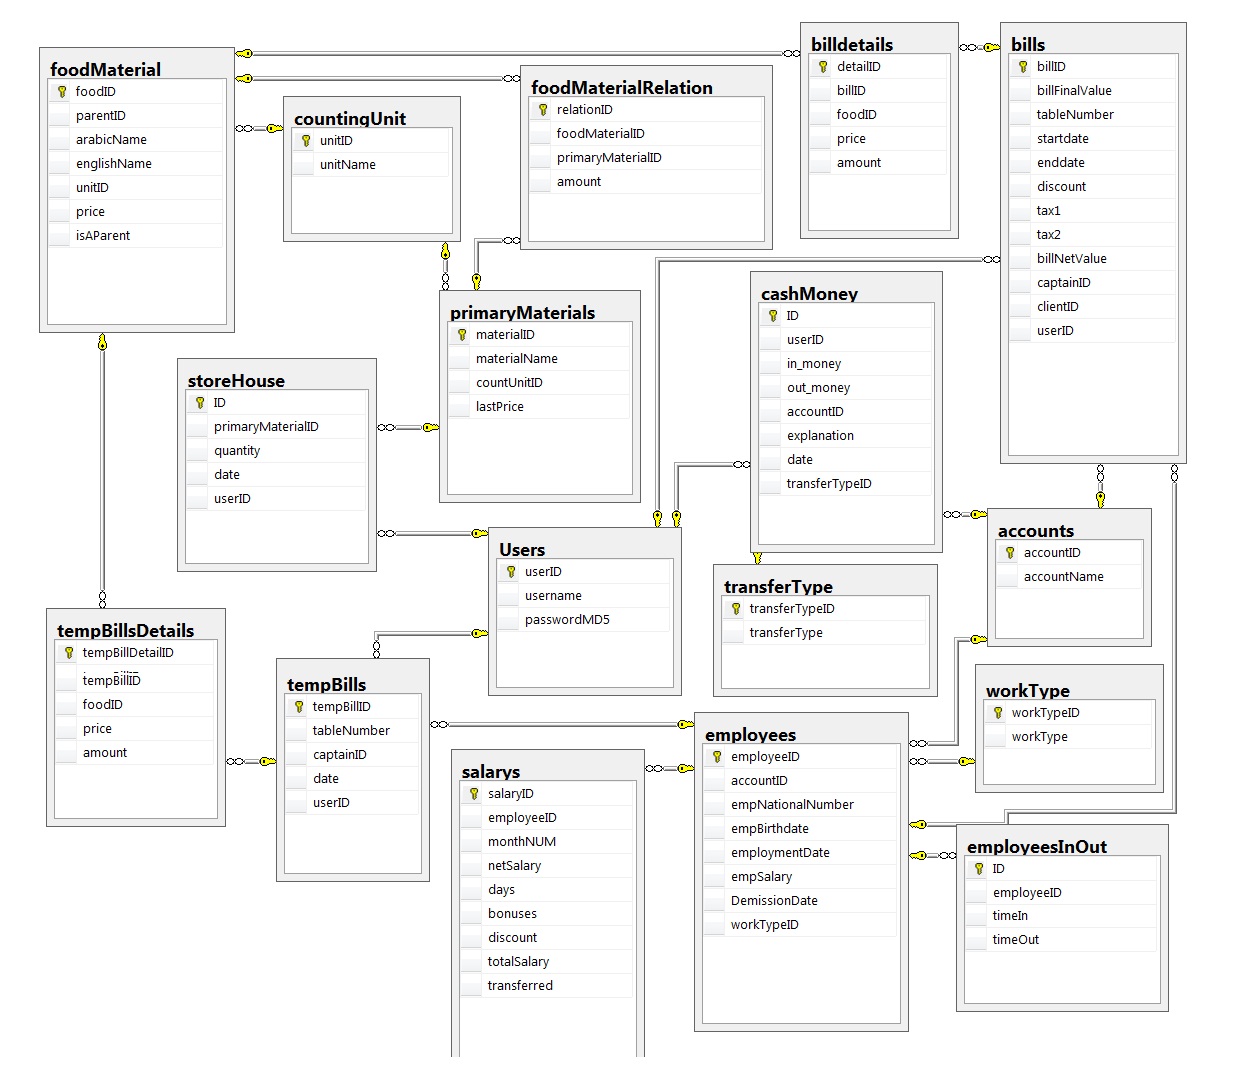 foodMaterial
foodID
parentID
arabicName
englishName
unitID
price
isAParent
countingUnit
unitID
unitName
foodMaterialRelation
relationID
foodMaterialID
primaryMaterialID
amount
billdetails
detailID
billID
foodID
price
amount
bills
billID
billFinalValue
tableNumber
startdate
enddate
discount
tax1
tax2
billNetValue
captainID
clientID
userID
primaryMaterials
materialID
materialName
countUnitID
lastPrice
cashMoney
ID
userID
in_money
out_money
accountID
explanation
date
transferTypeID
storeHouse
ID
primaryMaterialID
quantity
date
userID
Users
userID
username
passwordMD5
transferType
transferTypeID
transferType
accounts
accountID
accountName
tempBillsDetails
tempBillDetailID
tempBillID
foodID
price
amount
tempBills
tempBillID
tableNumber
captainID
date
userID
workType
workTypeID
workType
salarys
salaryID
employeeID
monthNUM
netSalary
days
bonuses
discount
totalSalary
transferred
employees
employeeID
accountID
empNationalNumber
empBirthdate
employmentDate
empSalary
DemissionDate
workTypeID
employeesInOut
ID
employeeID
timeIn
timeOut